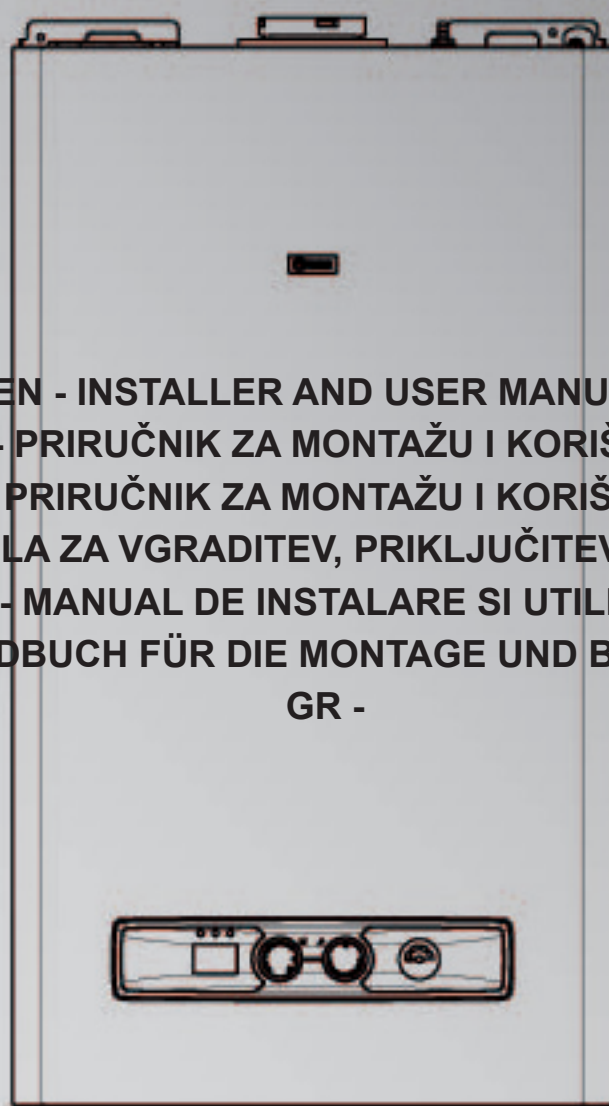 EN - INSTALLER AND USER MANU
- PRIRUČNIK ZA MONTAŽU I KORIŠ
PRIRUČNIK ZA MONTAŽU I KORIŠ
LA ZA VGRADITEV, PRIKLJUČITEV
- MANUAL DE INSTALARE SI UTILI
DBUCH FÜR DIE MONTAGE UND B
GR -